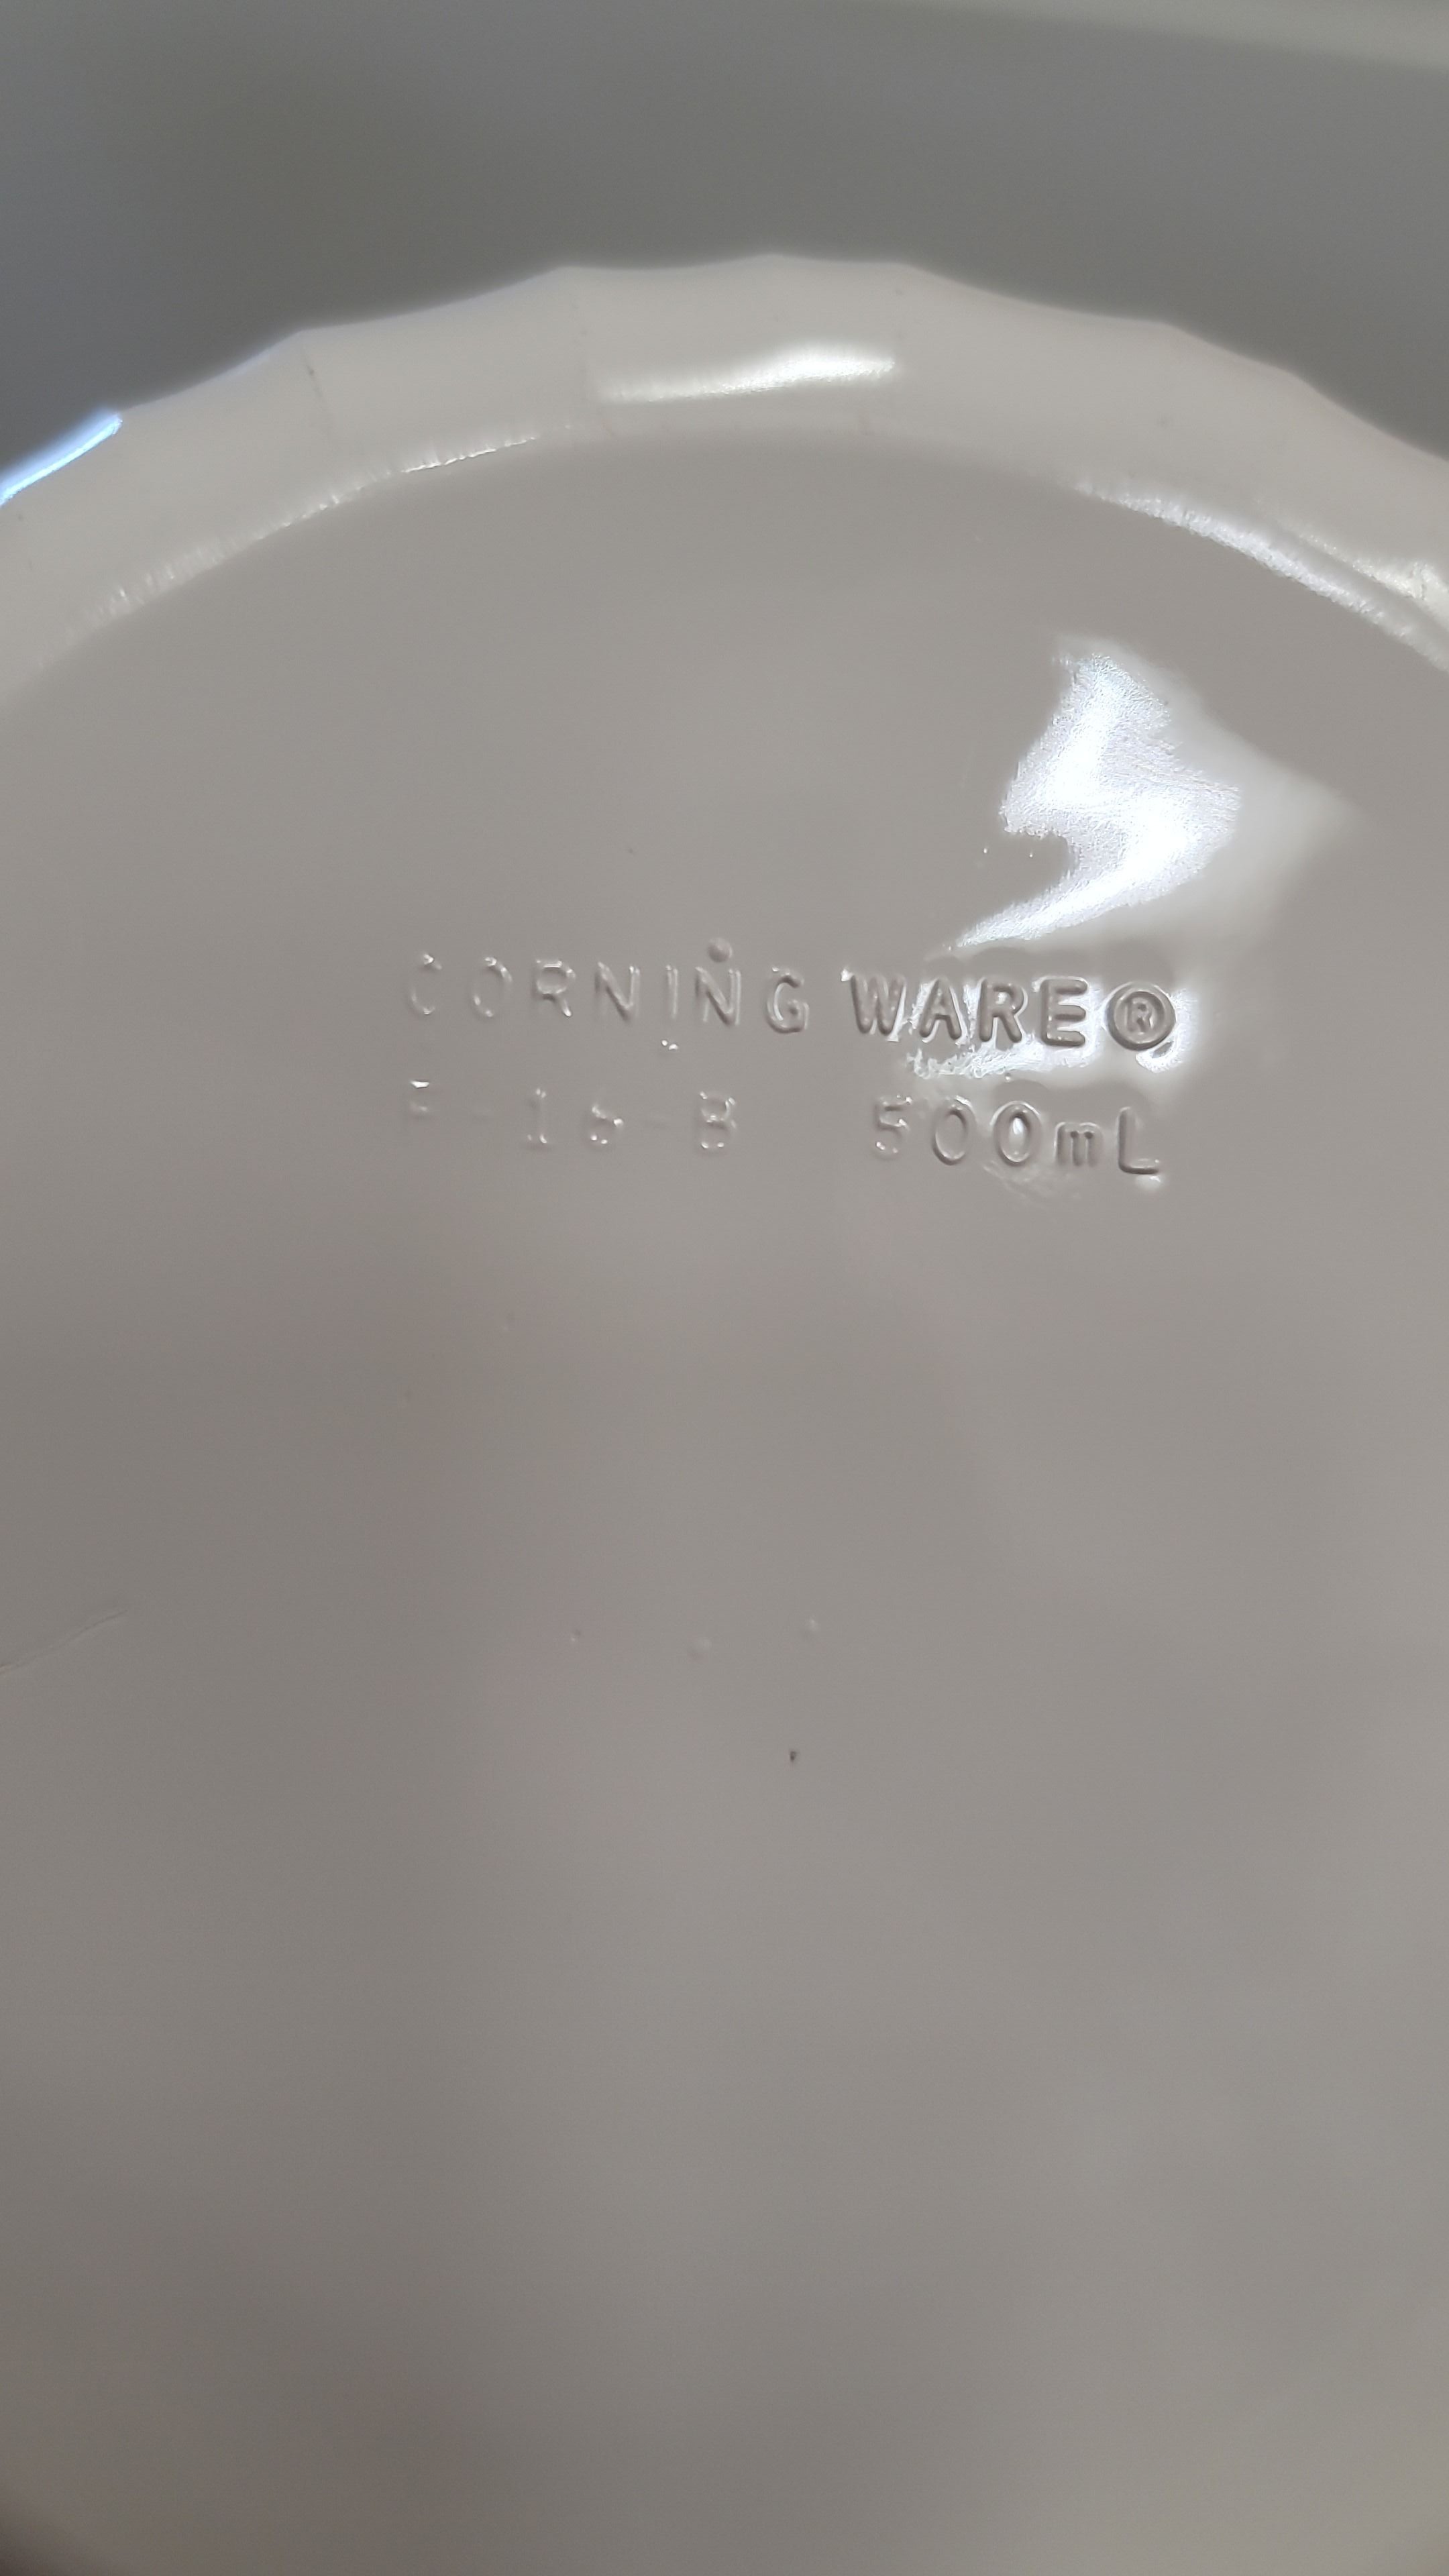 CORNING WARE®
F-16-B 500mL